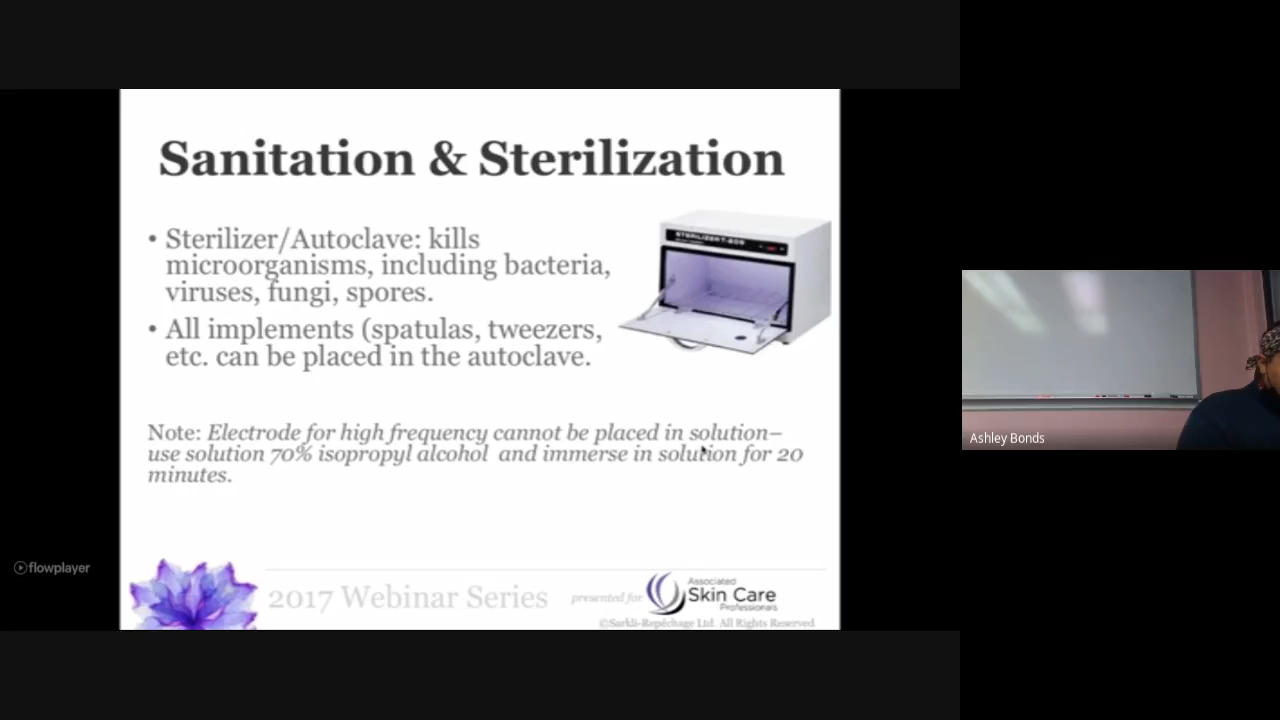 Sanitation & Sterilization
• Sterilizer/Autoclave: kills
microorganisms, including bacteria,
viruses, fungi, spores.
• All implements (spatulas, tweezers,
etc. can be placed in the autoclave.
Note: Electrode for high frequency cannot be placed in solution–
use solution 70% isopropyl alcohol and immerse in solution for 20
minutes.
flowplayer
2017 Webinar Series
presented for
Associated
Skin Care
Professionals
©Sarkli-Repêchage Ltd. All Rights Reserved
Ashley Bonds